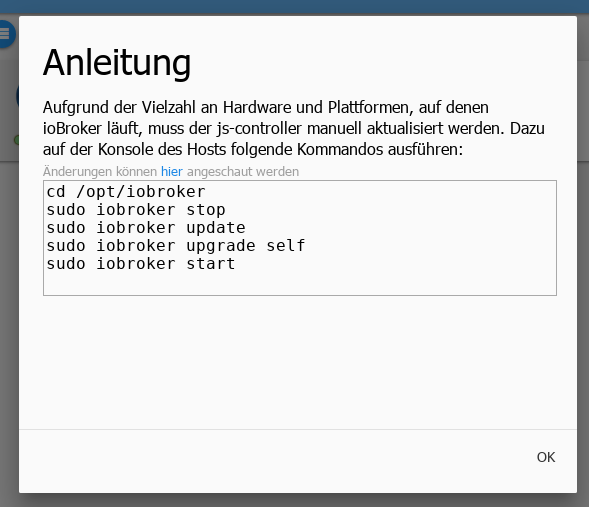 Anleitung
Aufgrund der Vielzahl an Hardware und Plattformen, auf denen
ioBroker läuft, muss der js-controller manuell aktualisiert werden. Dazu
auf der Konsole des Hosts folgende Kommandos ausführen:
Änderungen können hier angeschaut werden
cd /opt/iobroker
sudo iobroker stop
sudo iobroker update
sudo iobroker upgrade self
sudo iobroker start
OK